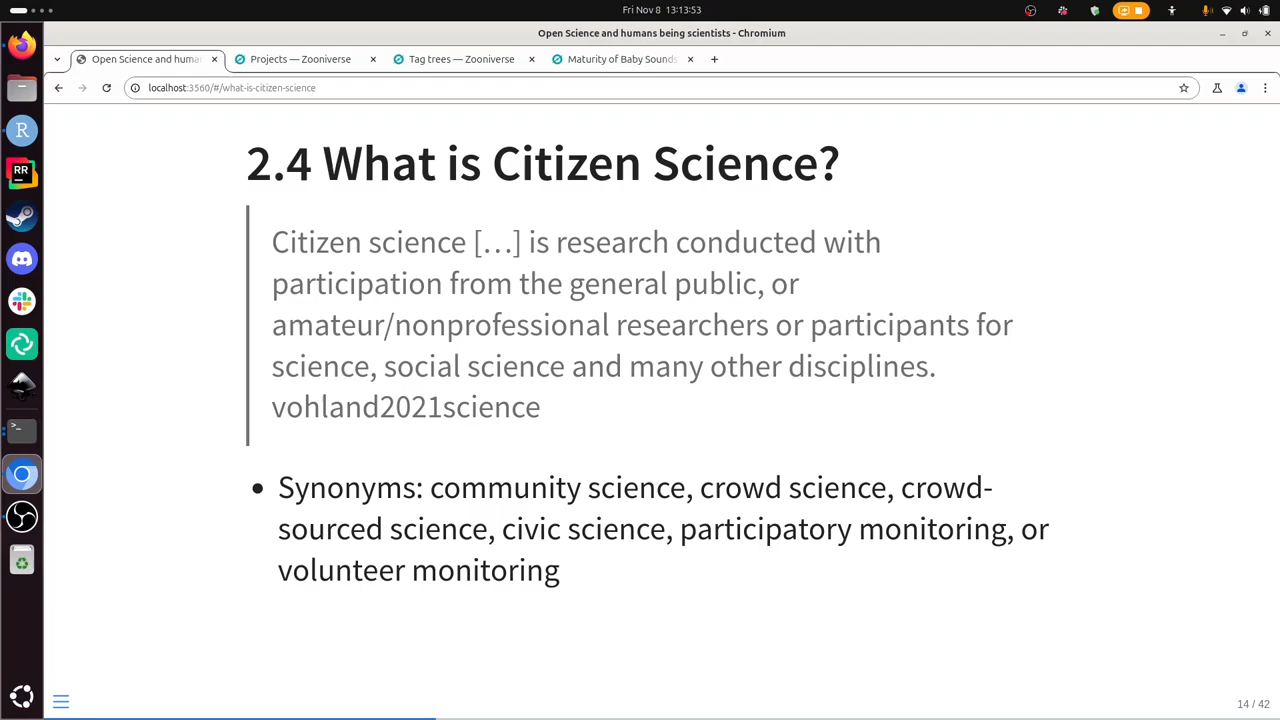 Fri Nov 8 13:13:53
Open Science and humans being scientists - Chromium
Open Science and huma
Projects — Zooniverse
Tag trees — Zooniverse
Maturity of Baby Sounds
localhost:3560/#/what-is-citizen-science
R
RR
2.4 What is Citizen Science?
Citizen science […] is research conducted with
participation from the general public, or
amateur/nonprofessional researchers or participants for
science, social science and many other disciplines.
vohland2021science
• Synonyms: community science, crowd science, crowd-
sourced science, civic science, participatory monitoring, or
volunteer monitoring
14 / 42